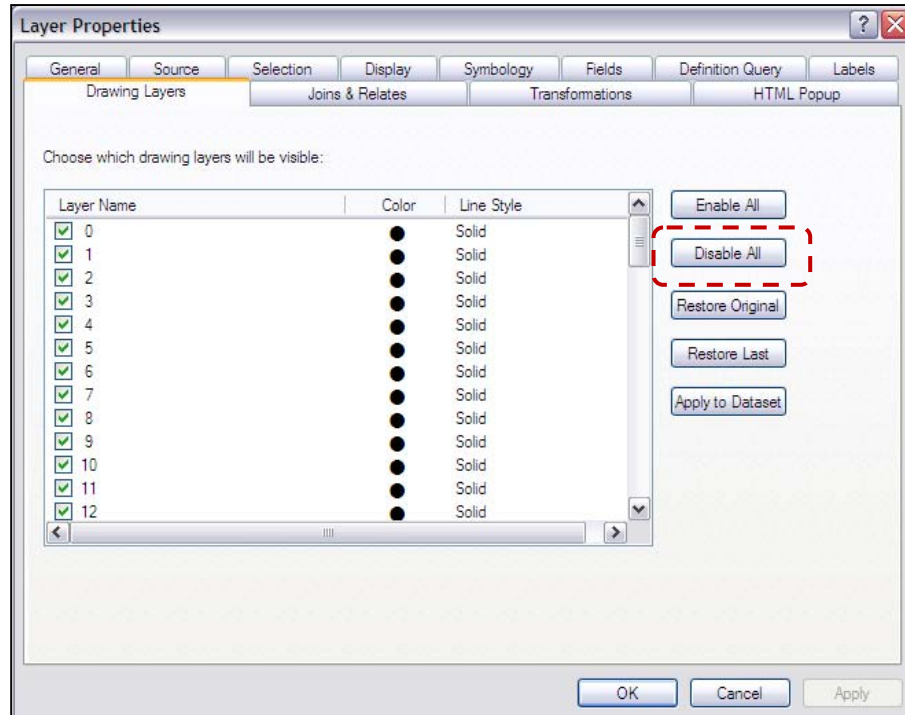 Layer Properties
General Source Selection Display Symbology Fields Definition Query Labels
Drawing Layers Joins & Relates Transformations HTML Popup
Choose which drawing layers will be visible:
Layer Name Color Line Style
0 Solid
1 Solid
2 Solid
3 Solid
4 Solid
5 Solid
6 Solid
7 Solid
8 Solid
9 Solid
10 Solid
11 Solid
12 Solid
Enable All
Disable All
Restore Original
Restore Last
Apply to Dataset
OK Cancel Apply